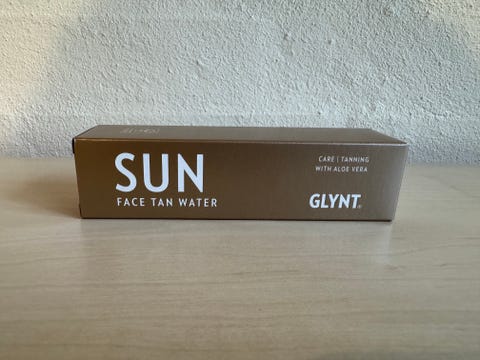 SUN
FACE TAN WATER
CARE | TANNING
WITH ALOE VERA
GLYNT®